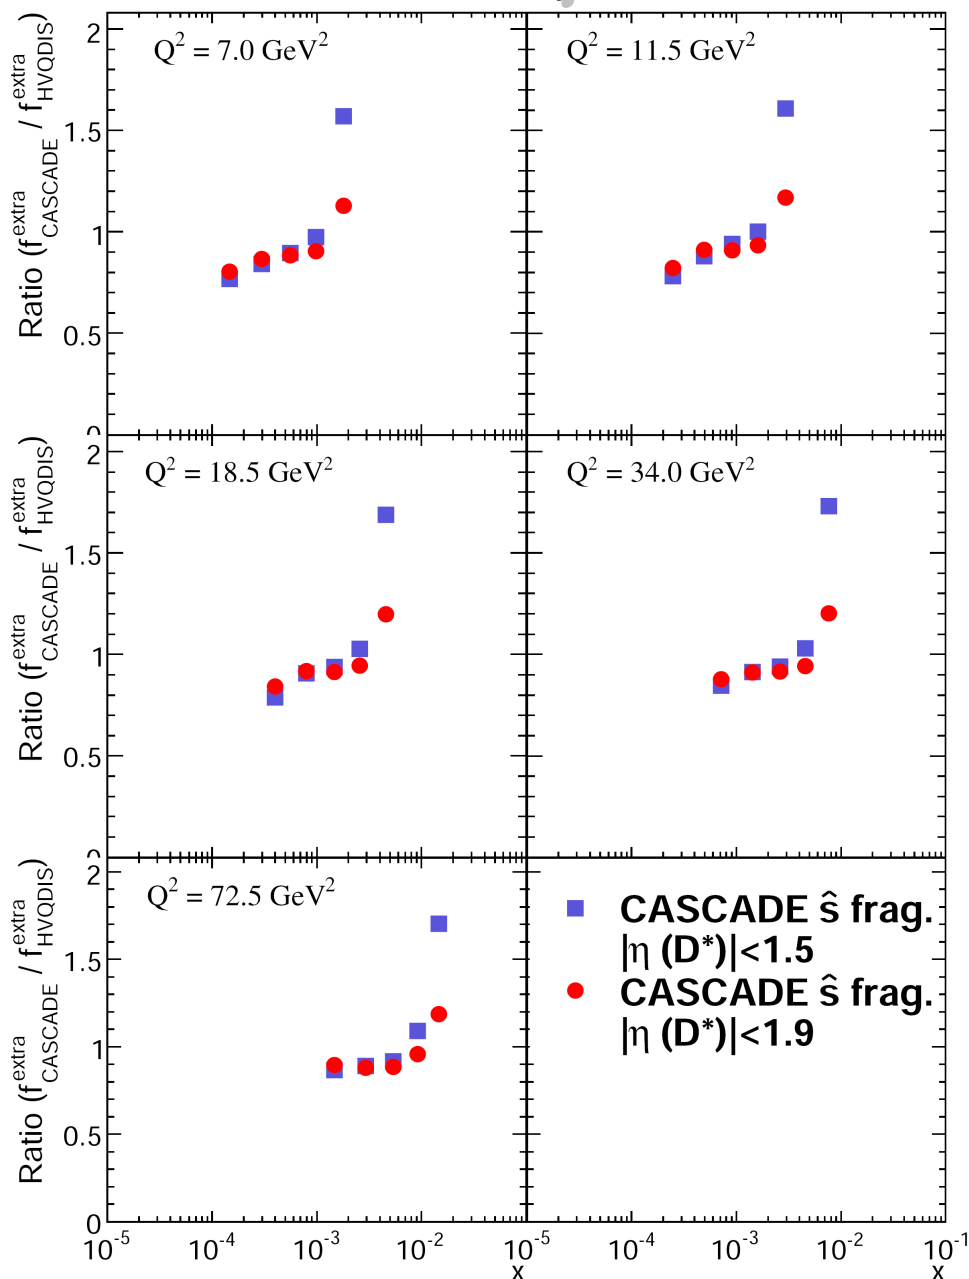 Q² = 7.0 GeV²
Q² = 11.5 GeV²
Ratio (f^extra_CASCADE / f^extra_HVQDIS)
1.5
1
0.5
0
2
Q² = 18.5 GeV²
Q² = 34.0 GeV²
Ratio (f^extra_CASCADE / f^extra_HVQDIS)
2
1.5
1
0.5
0
Q² = 72.5 GeV²
Ratio (f^extra_CASCADE / f^extra_HVQDIS)
2
1.5
1
0.5
0
CASCADE ŝ frag.
|η (D*)|<1.5
CASCADE ŝ frag.
|η (D*)|<1.9
10⁻⁵ 10⁻⁴ 10⁻³ 10⁻² 10⁻⁵ 10⁻⁴ 10⁻³ 10⁻² 10⁻¹
x x